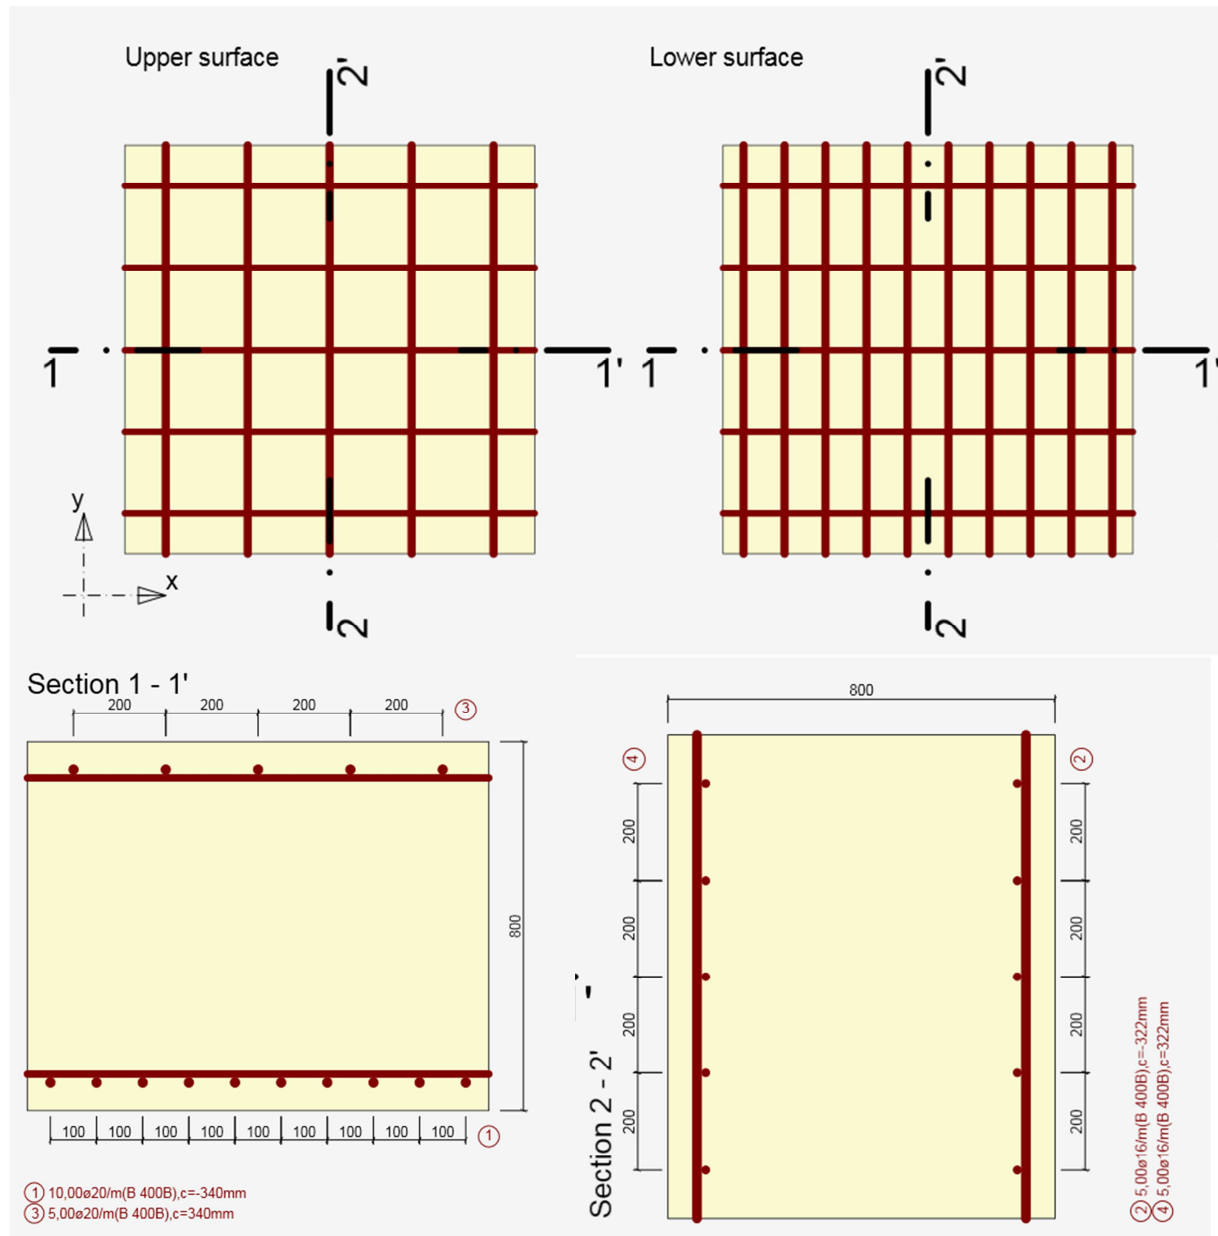 Upper surface
Lower surface
2'
2'
1
1'
1
1'
y
x
2
2
Section 1 - 1'
200 200 200 200
3
800
100 100 100 100 100 100 100 100 100
1
1 10,00ø20/m(B 400B),c=-340mm
3 5,00ø20/m(B 400B),c=340mm
800
4
2
200
200
200
200
200
200
200
200
Section 2 - 2'
2 5,00ø16/m(B 400B),c=-322mm
4 5,00ø16/m(B 400B),c=322mm